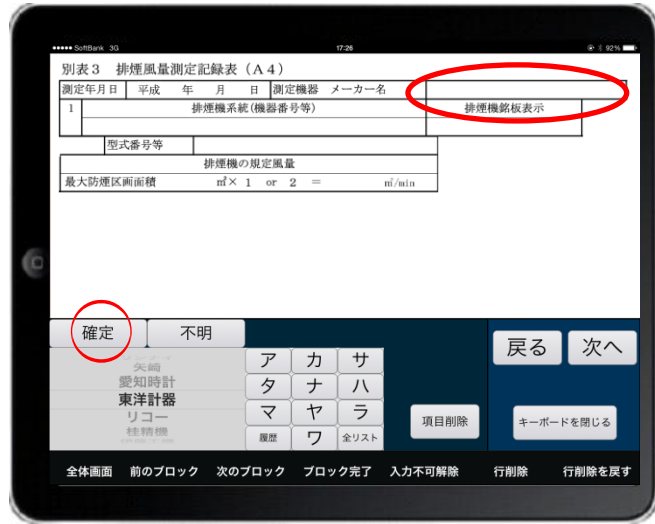 SoftBank 3G 17:26 92%
別表3 排煙風量測定記録表(A4)
測定年月日 平成 年 月 日 測定機器 メーカー名
1 排煙機系統(機器番号等) 排煙機銘板表示
型式番号等
排煙機の規定風量
最大防煙区画面積 ㎡× 1 or 2 = ㎥/min
確定 不明 戻る 次へ
矢崎
愛知時計
東洋計器
リコー
桂精機
ア カ サ
タ ナ ハ
マ ヤ ラ
履歴 ワ 全リスト
項目削除 キーボードを閉じる
全体画面 前のブロック 次のブロック ブロック完了 入力不可解除 行削除 行削除を戻す